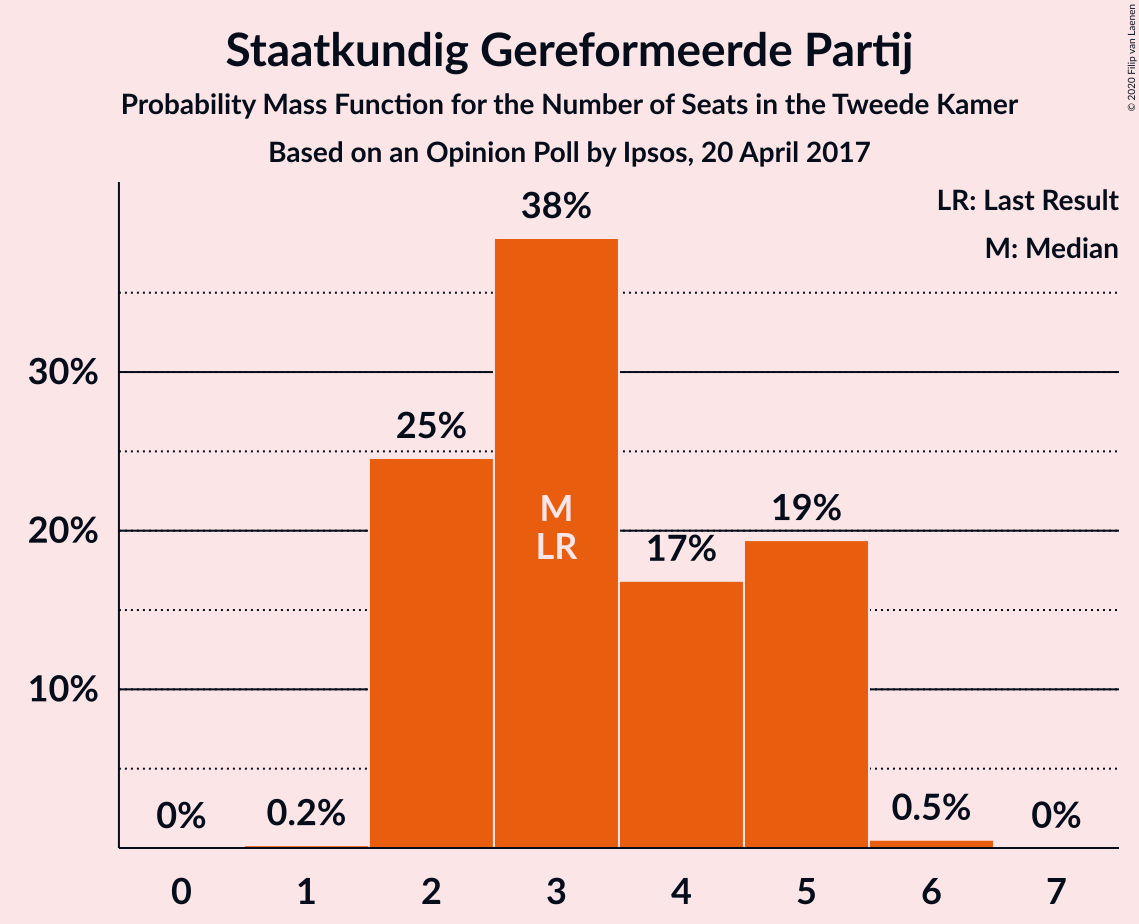 Staatkundig Gereformeerde Partij
Probability Mass Function for the Number of Seats in the Tweede Kamer
Based on an Opinion Poll by Ipsos, 20 April 2017
© 2020 Filip van Laenen
LR: Last Result
M: Median
38%
30%
25%
M
LR
20%
19%
17%
10%
0%
0.2%
0.5%
0%
0 1 2 3 4 5 6 7